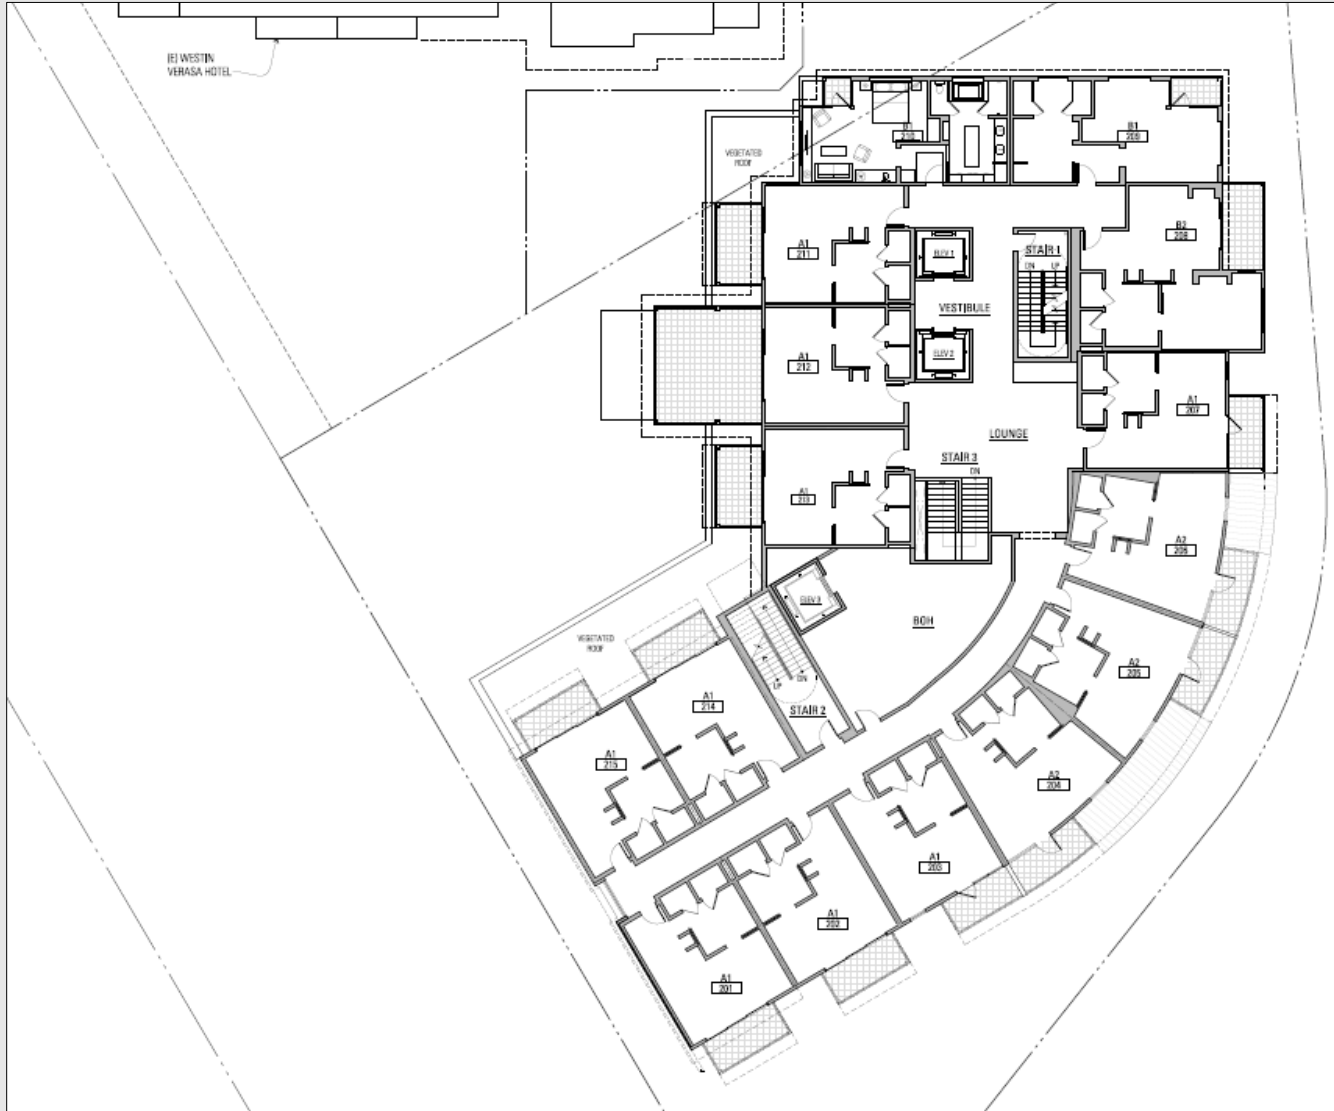 (E) WESTIN
VERASA HOTEL
VEGETATED
ROOF
B1
210
B1
209
A1
211
ELEV 1
STAIR 1
DN UP
B2
208
VESTIBULE
A1
212
ELEV 2
A1
207
LOUNGE
STAIR 3
DN
A1
213
A2
206
ELEV 3
BOH
VEGETATED
ROOF
A2
205
UP DN
STAIR 2
A1
214
A1
215
A2
204
A1
203
A1
202
A1
201